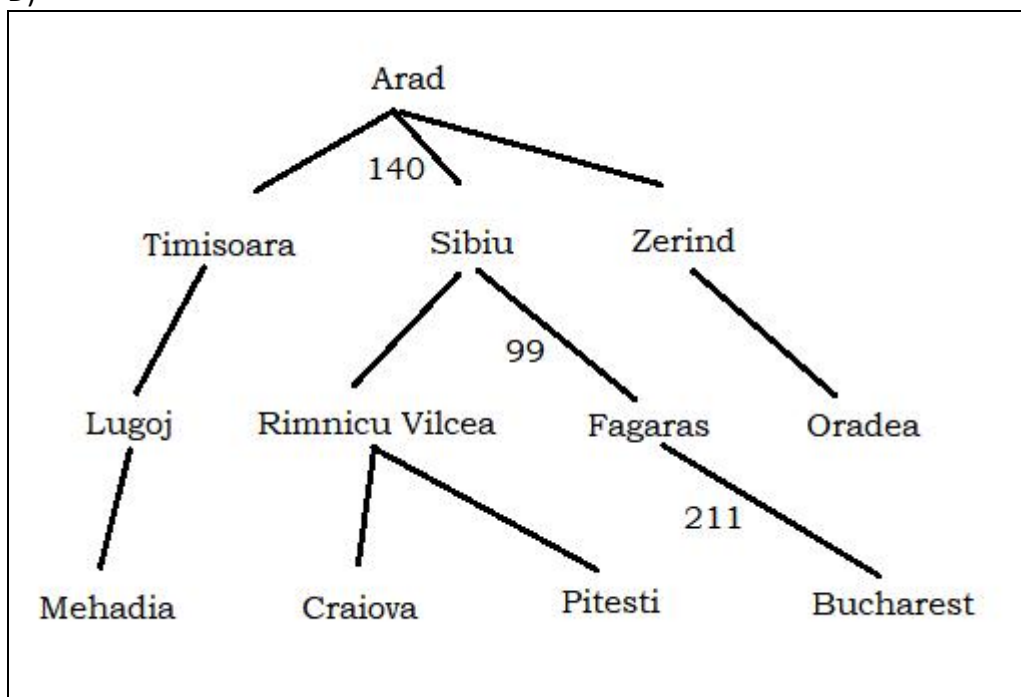 Arad
140
Timisoara Sibiu Zerind
99
Lugoj Rimnicu Vilcea Fagaras Oradea
211
Mehadia Craiova Pitesti Bucharest